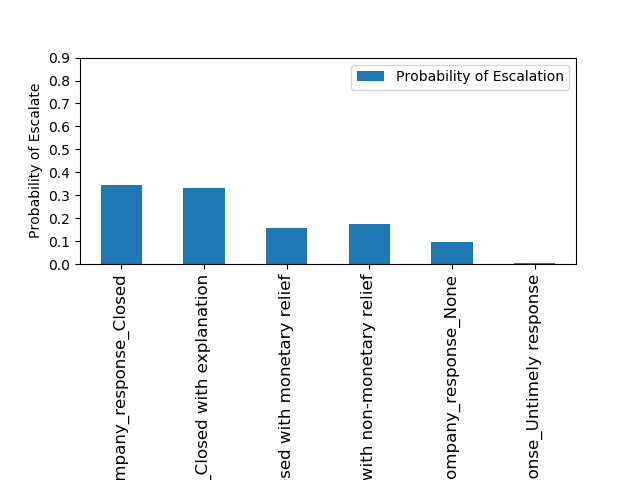 0.9
0.8
0.7
0.6
0.5
0.4
0.3
0.2
0.1
0.0
Probability of Escalate
Probability of Escalation
mpany_response_Closed
_Closed with explanation
sed with monetary relief
with non-monetary relief
ompany_response_None
onse_Untimely response